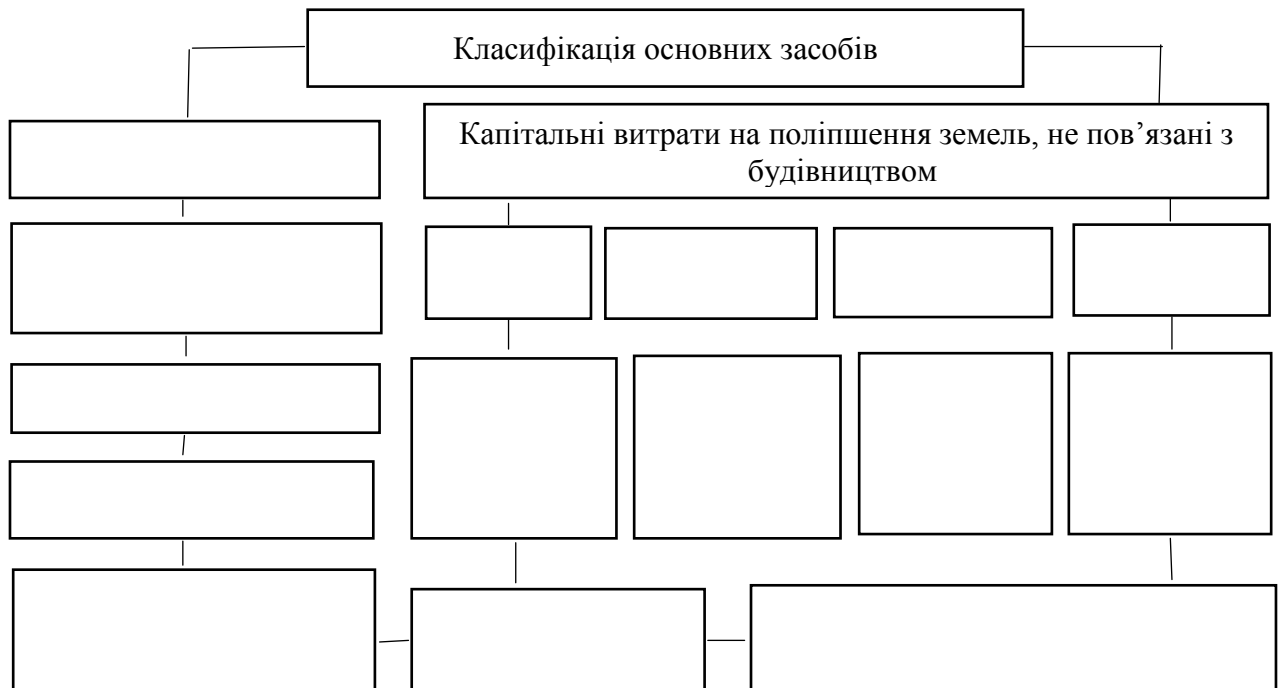 Класифікація основних засобів
Капітальні витрати на поліпшення земель, не пов’язані з
будівництвом